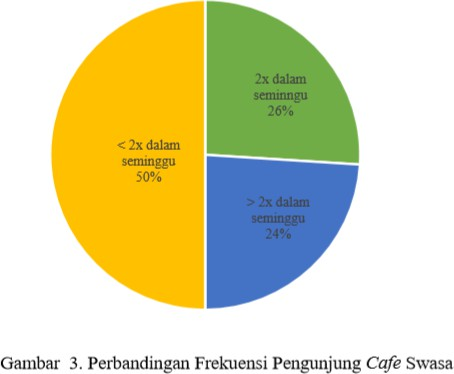 2x dalam
seminngu
26%
< 2x dalam
seminggu
50%
> 2x dalam
seminggu
24%
Gambar  3. Perbandingan Frekuensi Pengunjung Cafe Swasa